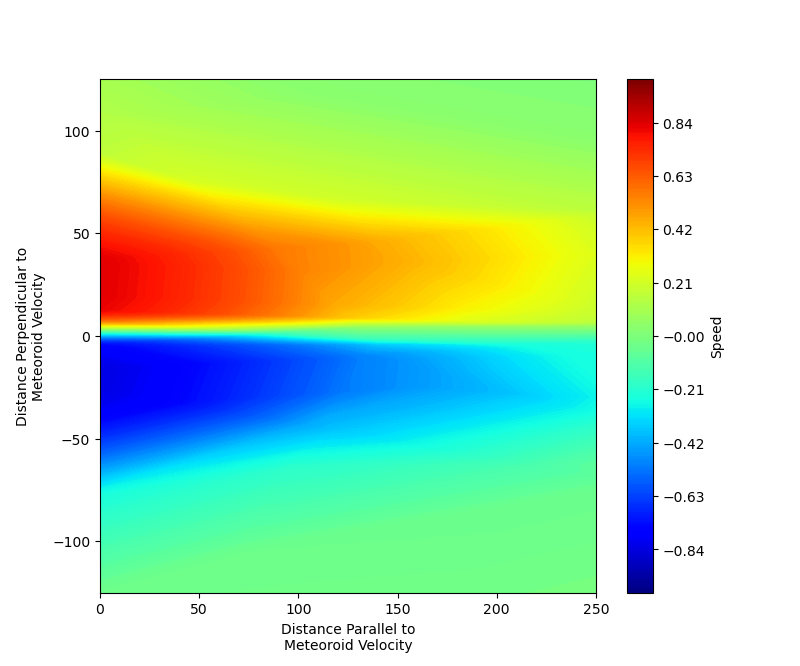 100
50
0
−50
−100
0 50 100 150 200 250
Distance Parallel to
Meteoroid Velocity
Distance Perpendicular to
Meteoroid Velocity
0.84
0.63
0.42
0.21
−0.00
−0.21
−0.42
−0.63
−0.84
Speed